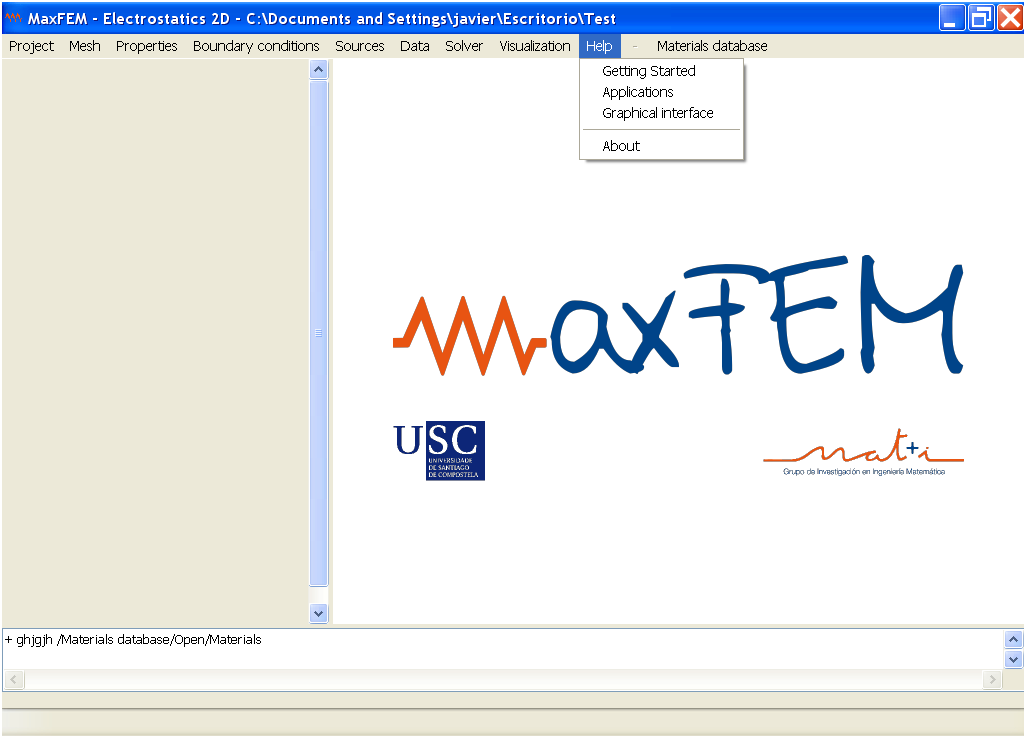 MaxFEM - Electrostatics 2D - C:\Documents and Settings\javier\Escritorio\Test
Project Mesh Properties Boundary conditions Sources Data Solver Visualization Help - Materials database
Getting Started
Applications
Graphical interface
About
maxFEM
USC
UNIVERSIDADE
DE SANTIAGO
DE COMPOSTELA
mat+i
Grupo de Investigación en Ingeniería Matemática
+ ghjgjh /Materials database/Open/Materials